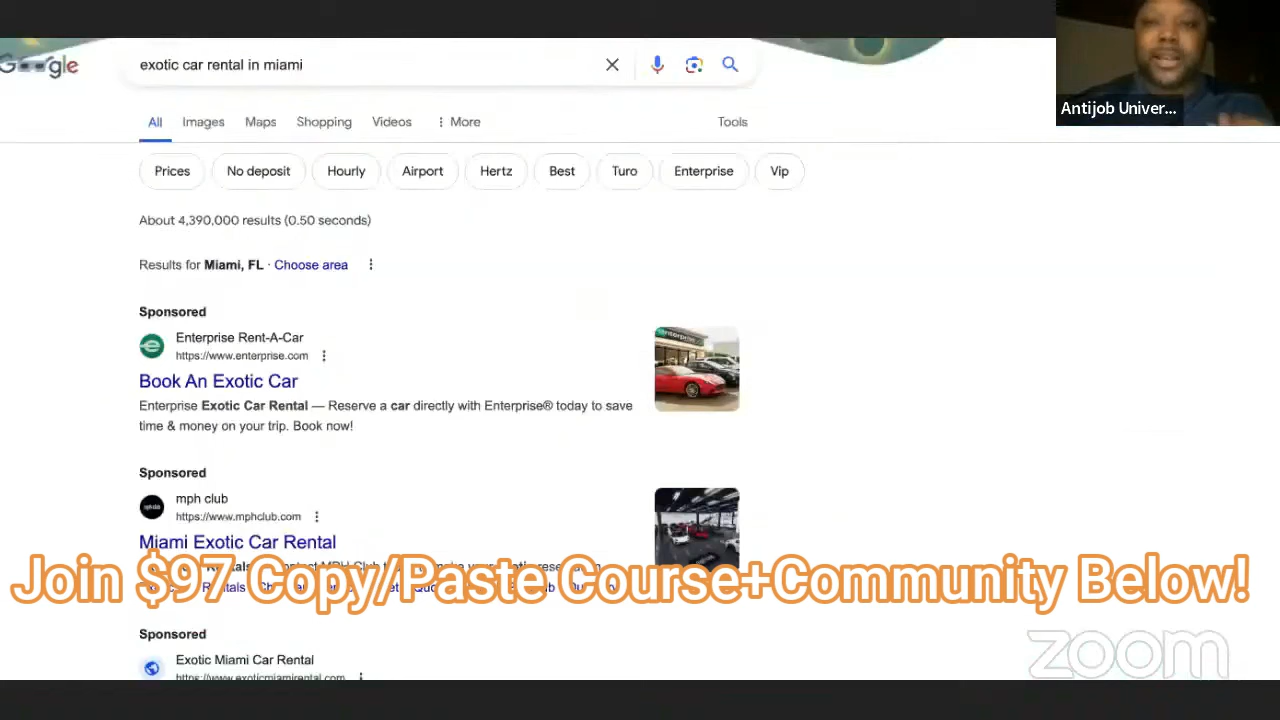 Google
exotic car rental in miami
Antijob Univer...
All Images Maps Shopping Videos More Tools
Prices No deposit Hourly Airport Hertz Best Turo Enterprise Vip
About 4,390,000 results (0.50 seconds)
Results for Miami, FL · Choose area
Sponsored
Enterprise Rent-A-Car
https://www.enterprise.com
Book An Exotic Car
Enterprise Exotic Car Rental — Reserve a car directly with Enterprise® today to save
time & money on your trip. Book now!
Sponsored
mph club
https://www.mphclub.com
Miami Exotic Car Rental
Join $97 Copy/Paste Course+Community Below!
Sponsored
Exotic Miami Car Rental
https://www.exoticmiamirental.com
zoom